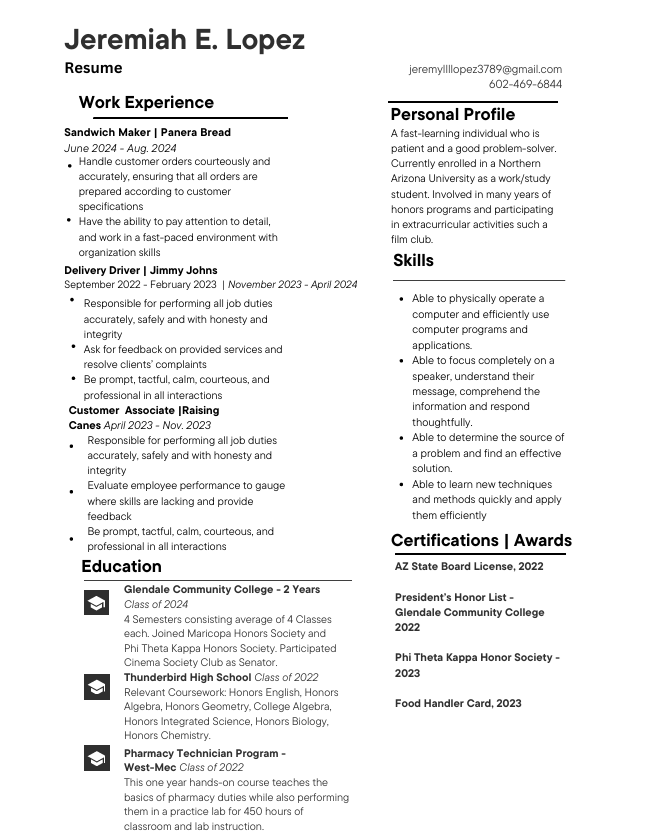 Jeremiah E. Lopez
Resume
jeremyllllopez3789@gmail.com
602-469-6844
Work Experience
Sandwich Maker | Panera Bread
June 2024 - Aug. 2024
• Handle customer orders courteously and
accurately, ensuring that all orders are
prepared according to customer
specifications
• Have the ability to pay attention to detail,
and work in a fast-paced environment with
organization skills
Delivery Driver | Jimmy Johns
September 2022 - February 2023 | November 2023 - April 2024
• Responsible for performing all job duties
accurately, safely and with honesty and
integrity
• Ask for feedback on provided services and
resolve clients' complaints
• Be prompt, tactful, calm, courteous, and
professional in all interactions
Customer Associate |Raising
Canes April 2023 - Nov. 2023
• Responsible for performing all job duties
accurately, safely and with honesty and
integrity
• Evaluate employee performance to gauge
where skills are lacking and provide
feedback
• Be prompt, tactful, calm, courteous, and
professional in all interactions
Education
Glendale Community College - 2 Years
Class of 2024
4 Semesters consisting average of 4 Classes
each. Joined Maricopa Honors Society and
Phi Theta Kappa Honors Society. Participated
Cinema Society Club as Senator.
Thunderbird High School Class of 2022
Relevant Coursework: Honors English, Honors
Algebra, Honors Geometry, College Algebra,
Honors Integrated Science, Honors Biology,
Honors Chemistry.
Pharmacy Technician Program -
West-Mec Class of 2022
This one year hands-on course teaches the
basics of pharmacy duties while also performing
them in a practice lab for 450 hours of
classroom and lab instruction.
Personal Profile
A fast-learning individual who is
patient and a good problem-solver.
Currently enrolled in a Northern
Arizona University as a work/study
student. Involved in many years of
honors programs and participating
in extracurricular activities such a
film club.
Skills
• Able to physically operate a
computer and efficiently use
computer programs and
applications.
• Able to focus completely on a
speaker, understand their
message, comprehend the
information and respond
thoughtfully.
• Able to determine the source of
a problem and find an effective
solution.
• Able to learn new techniques
and methods quickly and apply
them efficiently
Certifications | Awards
AZ State Board License, 2022
President's Honor List -
Glendale Community College
2022
Phi Theta Kappa Honor Society -
2023
Food Handler Card, 2023